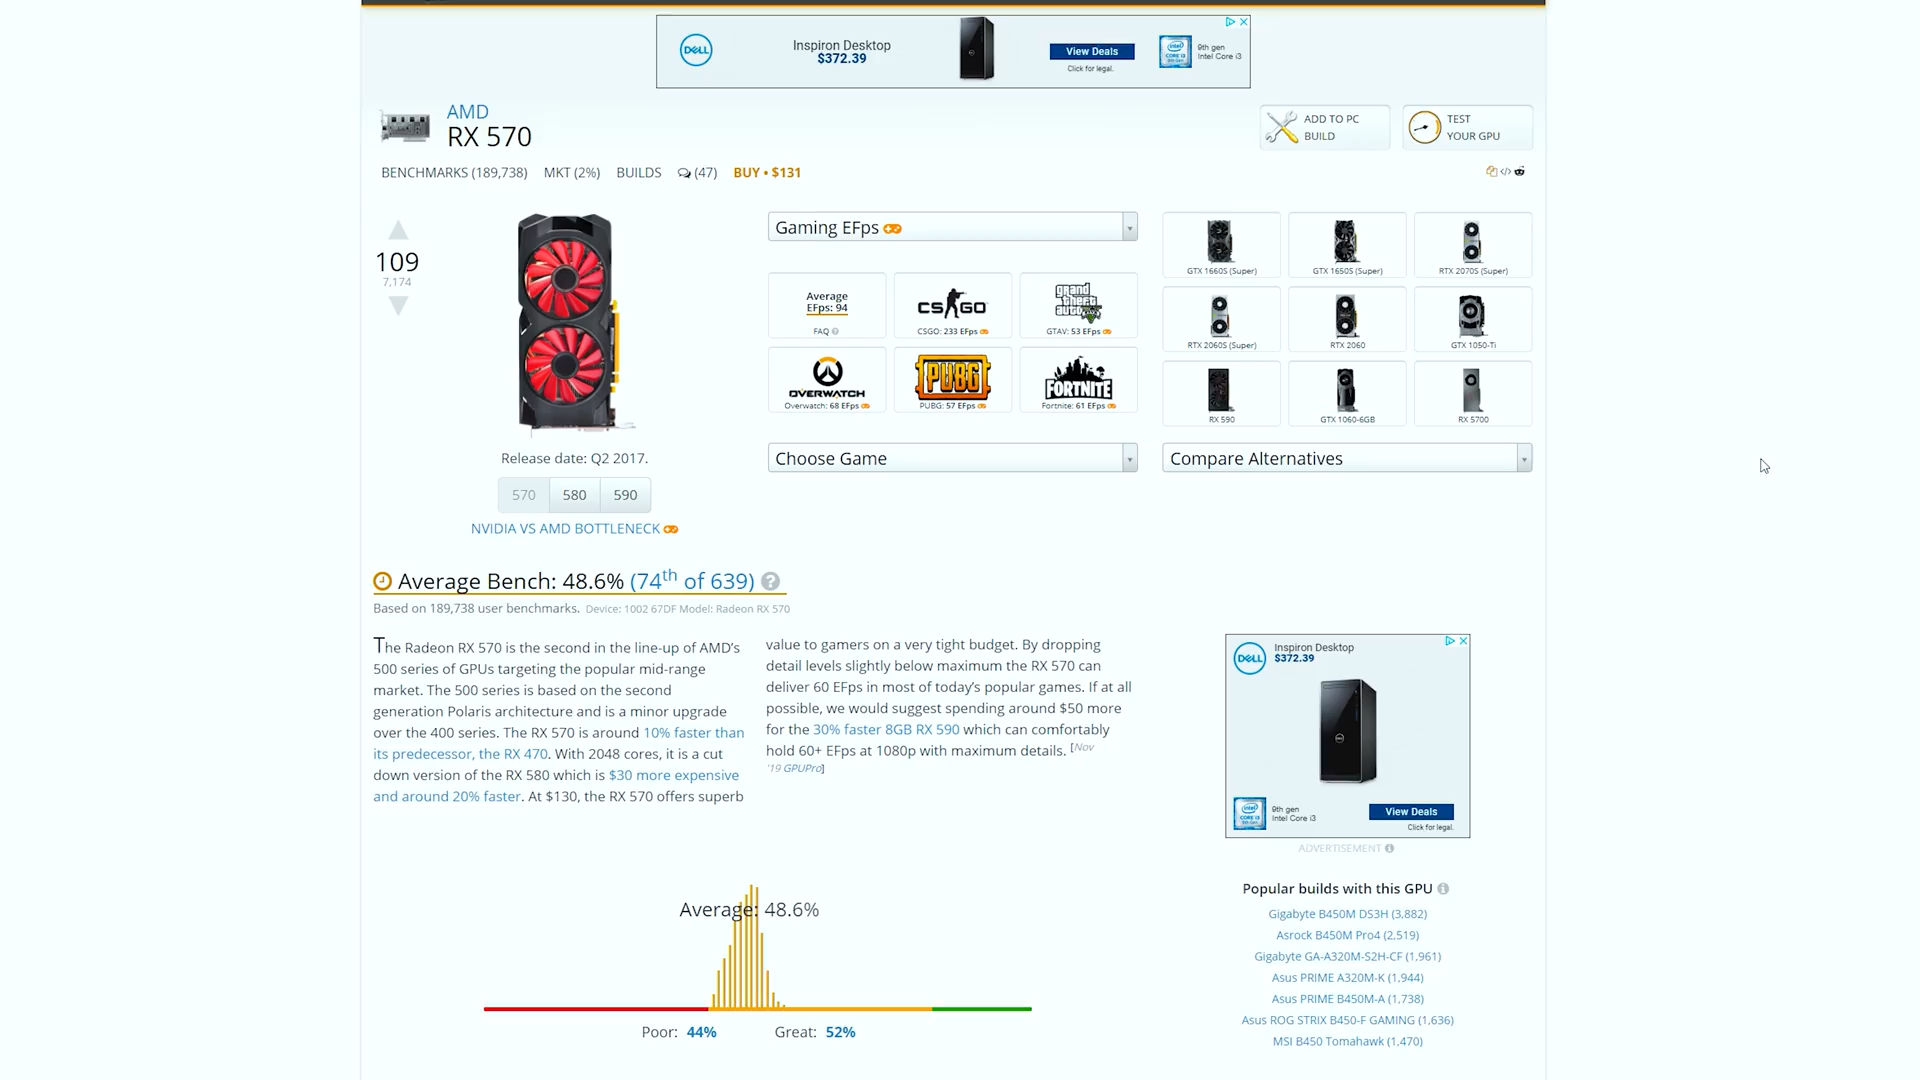 DELL
Inspiron Desktop
$372.39
View Deals
Click for legal.
9th gen
Intel Core i3
AMD
RX 570
ADD TO PC
BUILD
TEST
YOUR GPU
BENCHMARKS (189,738)
MKT (2%)
BUILDS
(47)
BUY • $131
109
7,174
Release date: Q2 2017.
570
580
590
NVIDIA VS AMD BOTTLENECK
Gaming EFps
Average
EFps: 94
FAQ
CS GO
CSGO: 233 EFps
grand
theft
auto
V
GTAV: 53 EFps
OVERWATCH
Overwatch: 68 EFps
PUBG
PUBG: 57 EFps
FORTNITE
Fortnite: 61 EFps
Choose Game
GTX 1660S (Super)
GTX 1650S (Super)
RTX 2070S (Super)
RTX 2060S (Super)
RTX 2060
GTX 1050-Ti
RX 590
GTX 1060-6GB
RX 5700
Compare Alternatives
Average Bench: 48.6% (74th of 639)
Based on 189,738 user benchmarks. Device: 1002 67DF Model: Radeon RX 570
The Radeon RX 570 is the second in the line-up of AMD's
500 series of GPUs targeting the popular mid-range
market. The 500 series is based on the second
generation Polaris architecture and is a minor upgrade
over the 400 series. The RX 570 is around 10% faster than
its predecessor, the RX 470. With 2048 cores, it is a cut
down version of the RX 580 which is $30 more expensive
and around 20% faster. At $130, the RX 570 offers superb
value to gamers on a very tight budget. By dropping
detail levels slightly below maximum the RX 570 can
deliver 60 EFps in most of today's popular games. If at all
possible, we would suggest spending around $50 more
for the 30% faster 8GB RX 590 which can comfortably
hold 60+ EFps at 1080p with maximum details. [Nov
'19 GPUPro]
DELL
Inspiron Desktop
$372.39
9th gen
Intel Core i3
View Deals
Click for legal.
ADVERTISEMENT
Average: 48.6%
Poor: 44%
Great: 52%
Popular builds with this GPU
Gigabyte B450M DS3H (3,882)
Asrock B450M Pro4 (2,519)
Gigabyte GA-A320M-S2H-CF (1,961)
Asus PRIME A320M-K (1,944)
Asus PRIME B450M-A (1,738)
Asus ROG STRIX B450-F GAMING (1,636)
MSI B450 Tomahawk (1,470)